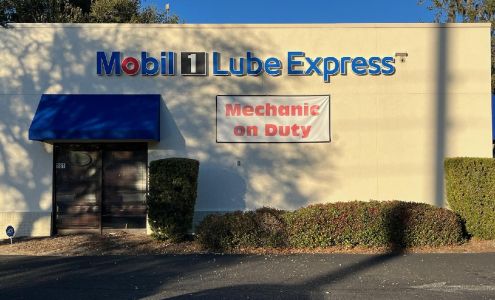 Mobil 1 Lube Express
Mechanic
on Duty